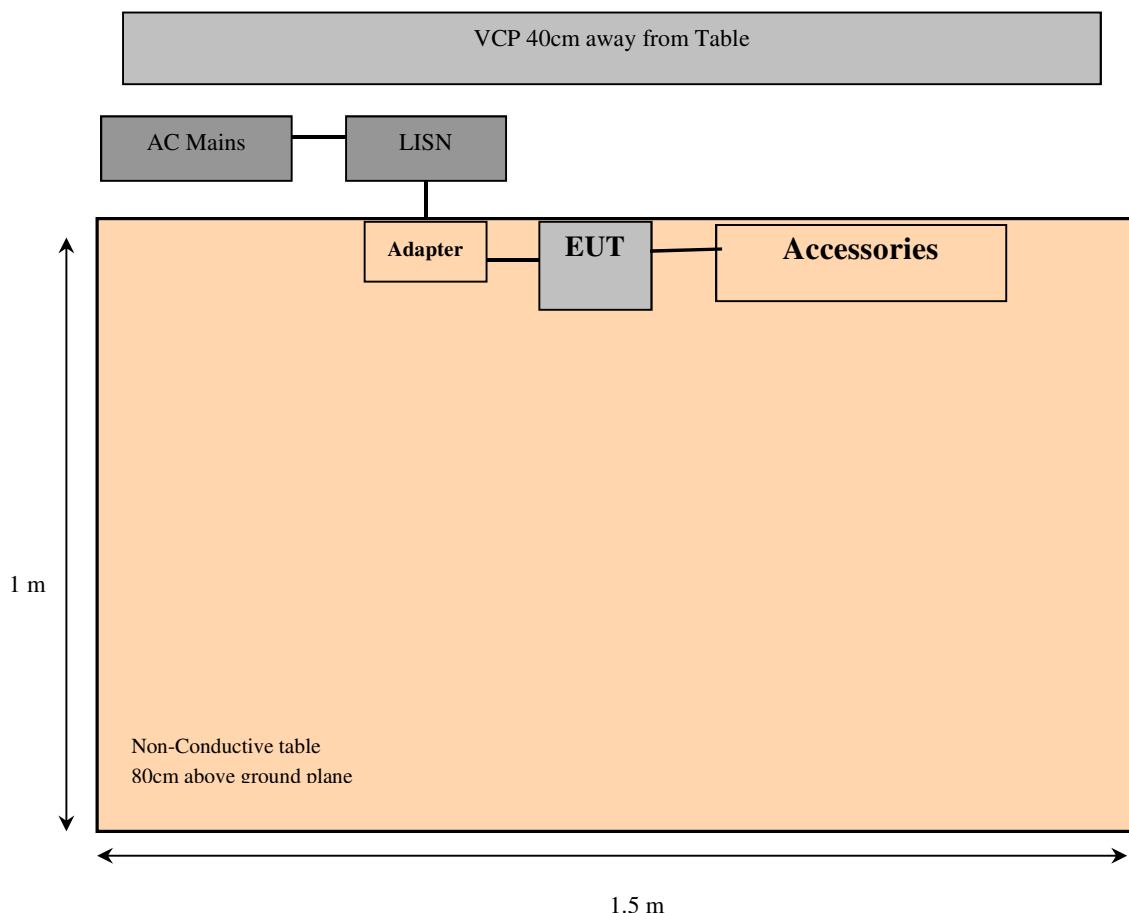 VCP 40cm away from Table
AC Mains
LISN
Adapter
EUT
Accessories
1 m
Non-Conductive table
80cm above ground plane
1.5 m